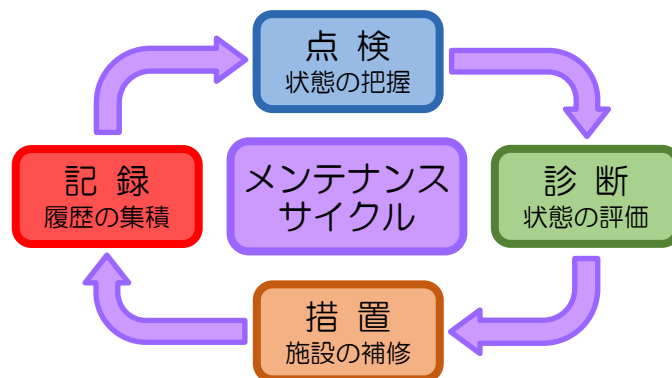 点 検
状態の把握
記 録
履歴の集積
メンテナンス
サイクル
診 断
状態の評価
措 置
施設の補修